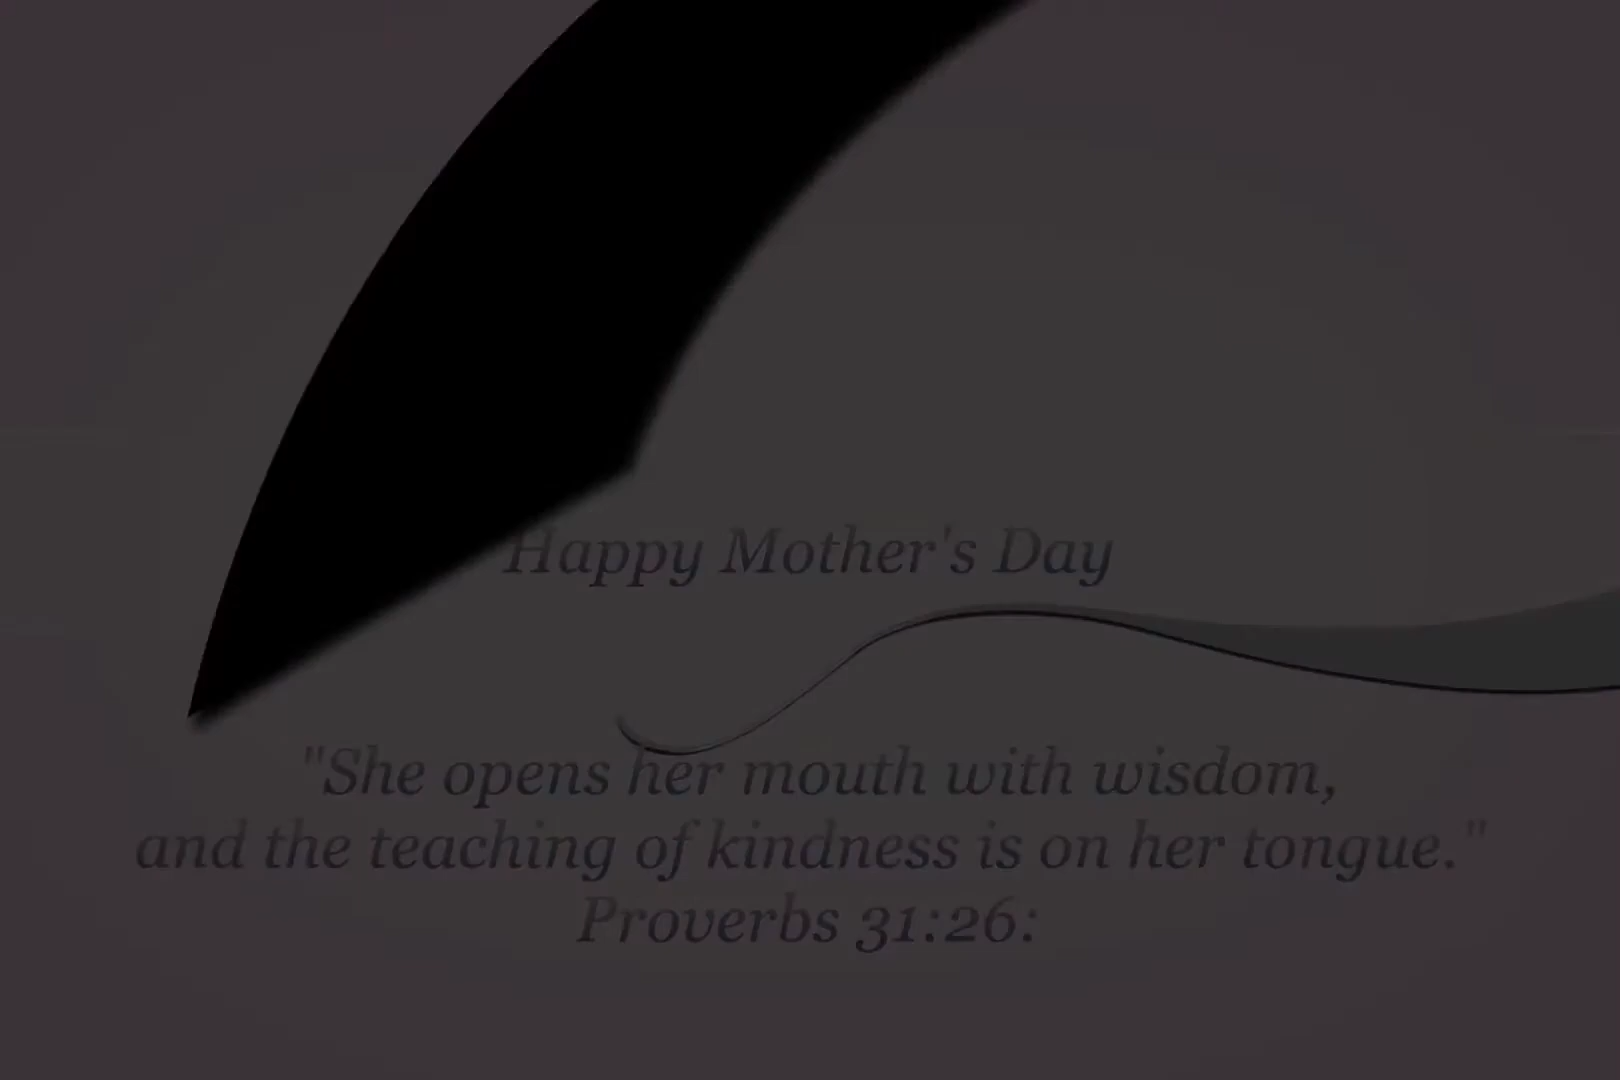 Happy Mother's Day
"She opens her mouth with wisdom,
and the teaching of kindness is on her tongue."
Proverbs 31:26: